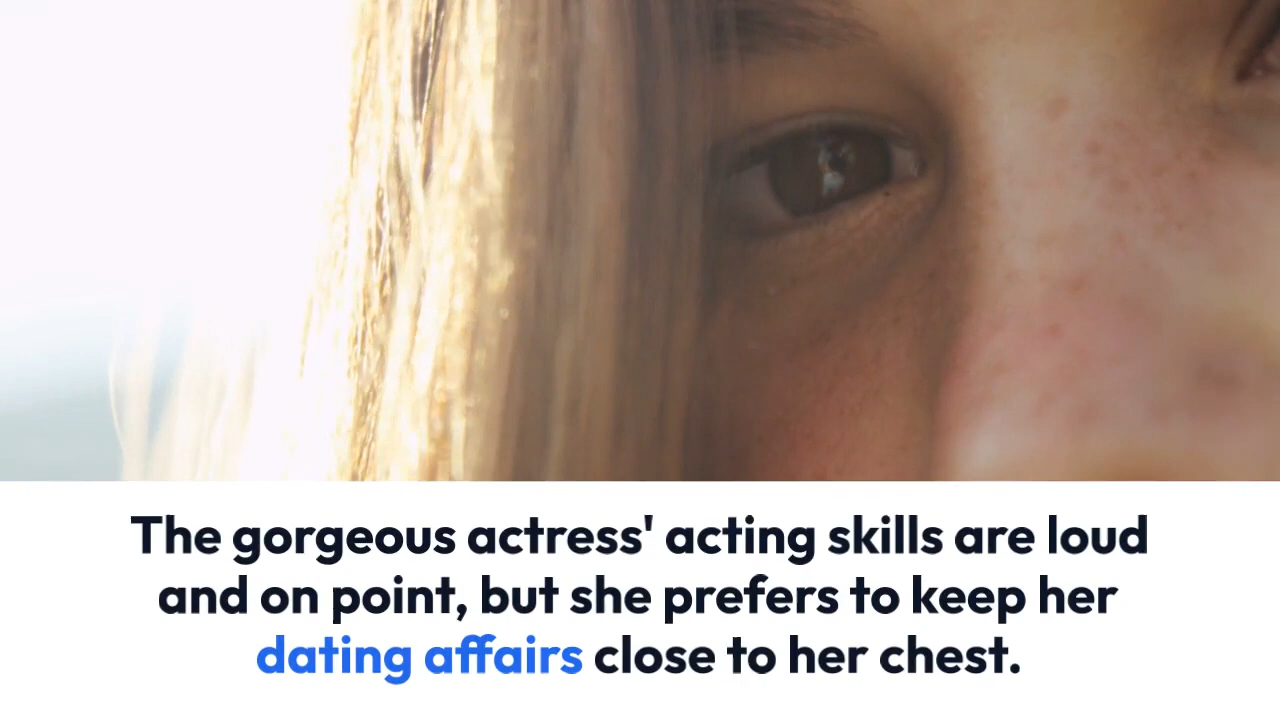 The gorgeous actress' acting skills are loud
and on point, but she prefers to keep her
dating affairs close to her chest.